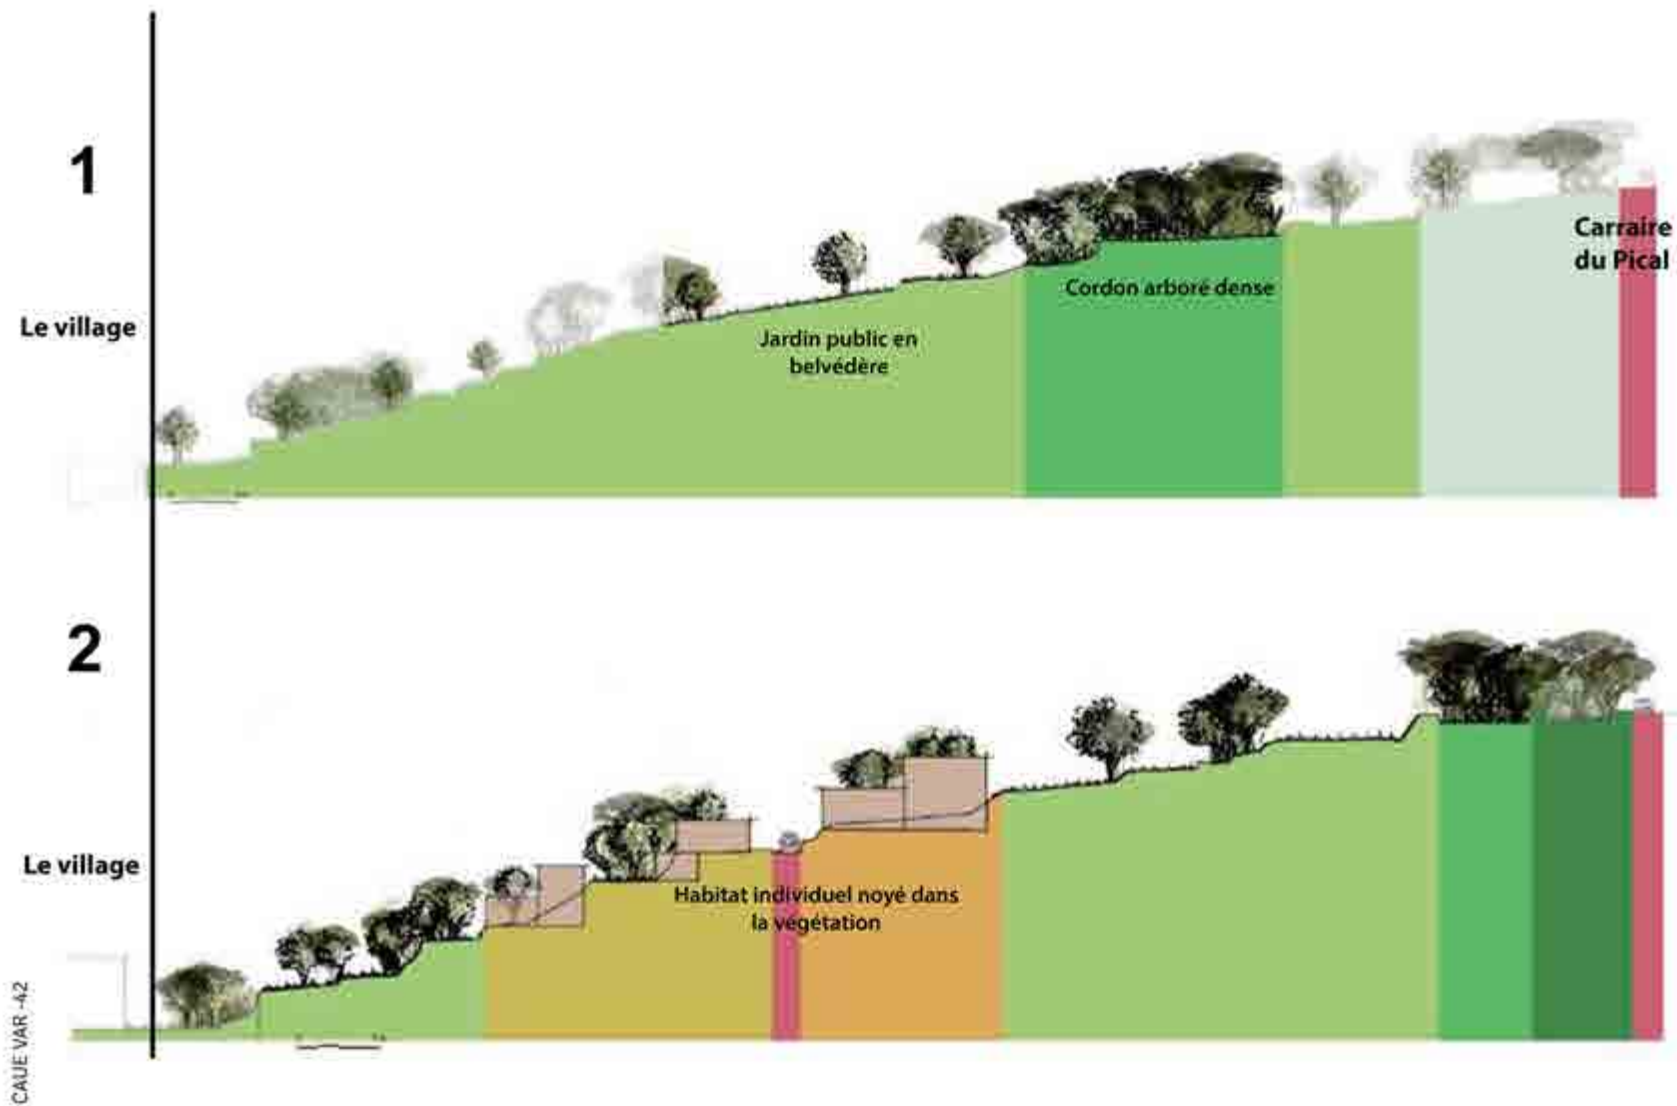 1
Le village
Jardin public en
belvédère
Cordon arboré dense
Carraire
du Pical
2
Le village
Habitat individuel noyé dans
la végétation
CAUE VAR -42